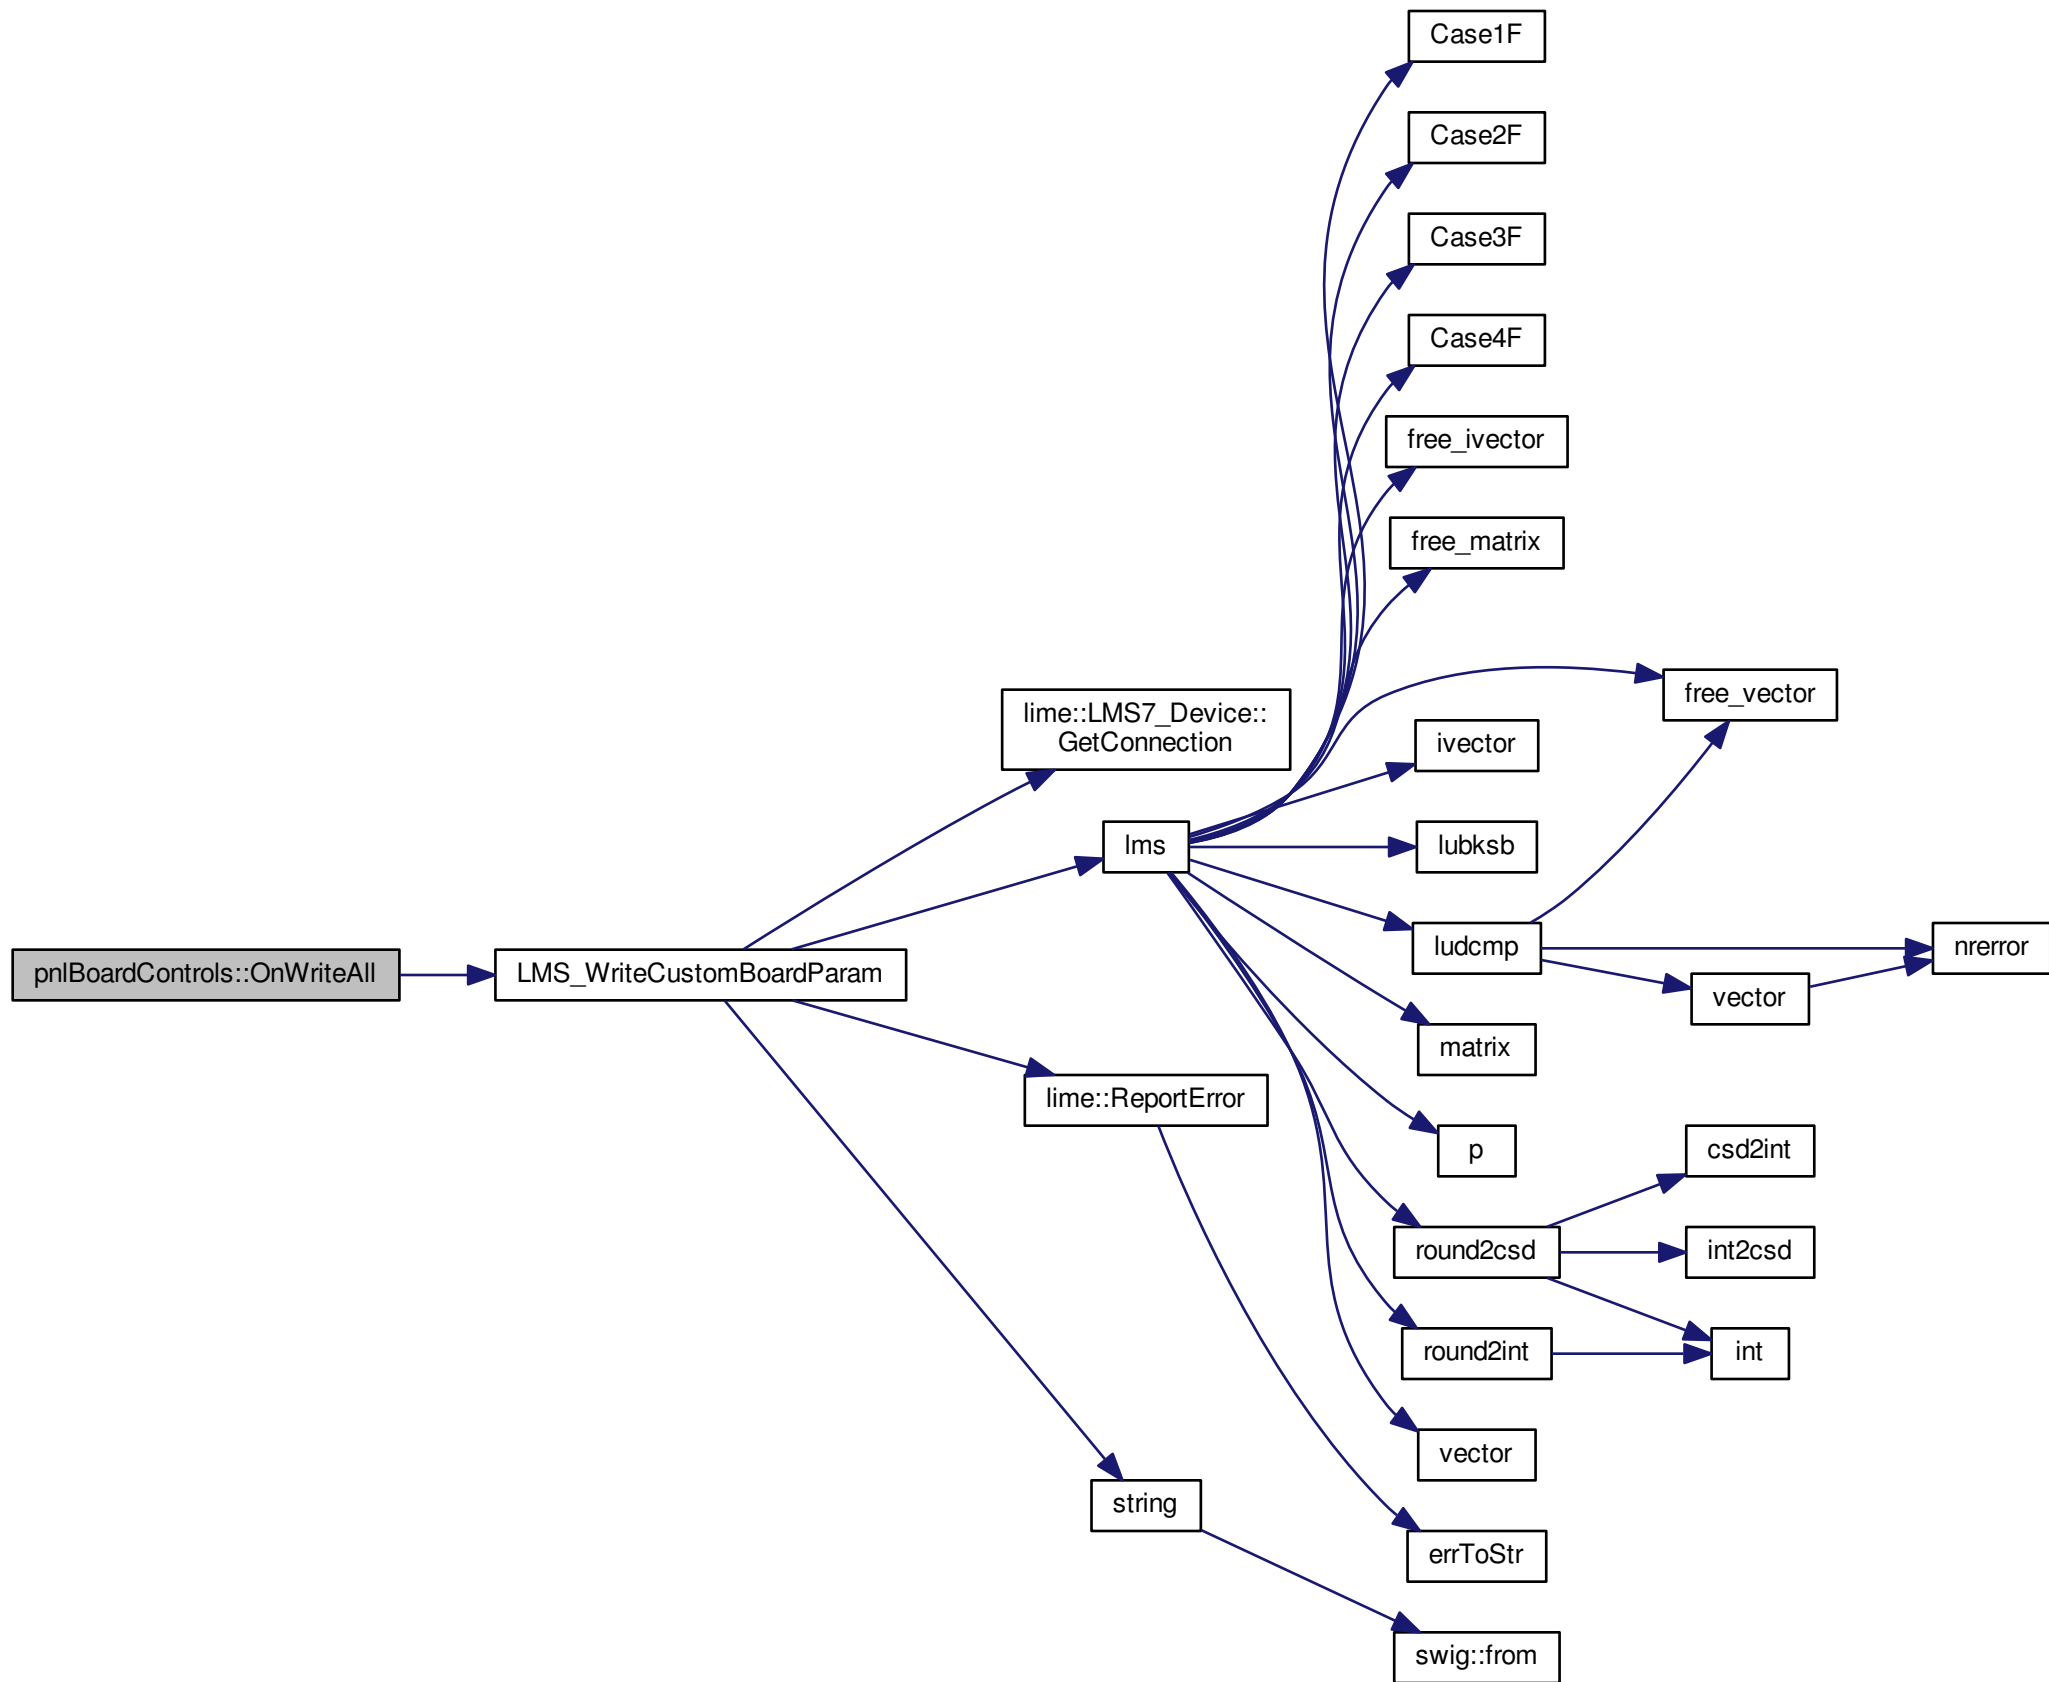 Case1F
Case2F
Case3F
Case4F
free_ivector
free_matrix
free_vector
lime::LMS7_Device::
GetConnection
ivector
lms
lubksb
ludcmp
nrerror
pnlBoardControls::OnWriteAll
LMS_WriteCustomBoardParam
vector
matrix
lime::ReportError
p
csd2int
round2csd
int2csd
round2int
int
vector
string
errToStr
swig::from